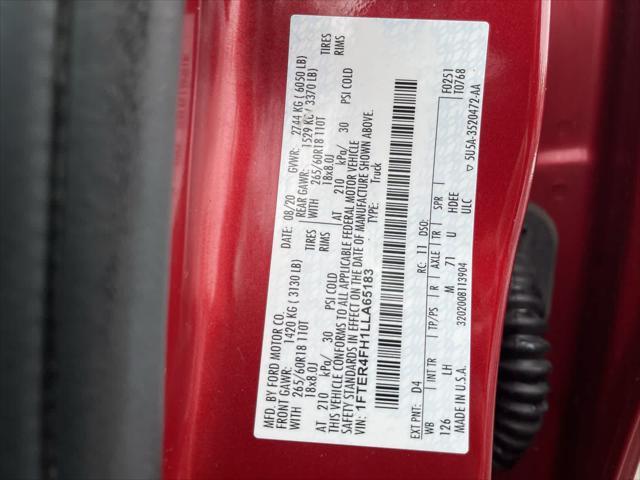 MFD. BY FORD MOTOR CO.
DATE: 08/20
GVWR: 2744 KG ( 6050 LB)
FRONT GAWR: 1420 KG ( 3130 LB)
REAR GAWR: 1529 KG / 3370 LB)
WITH 265/60R18 110T TIRES
WITH 265/60R18 110T TIRES
18x8.0J RIMS
18x8.0J RIMS
AT 210 kPa/ 30 PSI COLD
AT 210 kPa/ 30 PSI COLD
THIS VEHICLE CONFORMS TO ALL APPLICABLE FEDERAL MOTOR VEHICLE
SAFETY STANDARDS IN EFFECT ON THE DATE OF MANUFACTURE SHOWN ABOVE.
VIN: 1FTER4FH1LLA65183
TYPE: Truck
F0251
T0768
EXT PNT: D4 RC: 11 DSO:
WB INT TR TP/PS R AXLE TR SPR
126 LH M 71 U HDEE
ULC
MADE IN U.S.A. 3202008113904
▽ 5U5A-3520472-AA